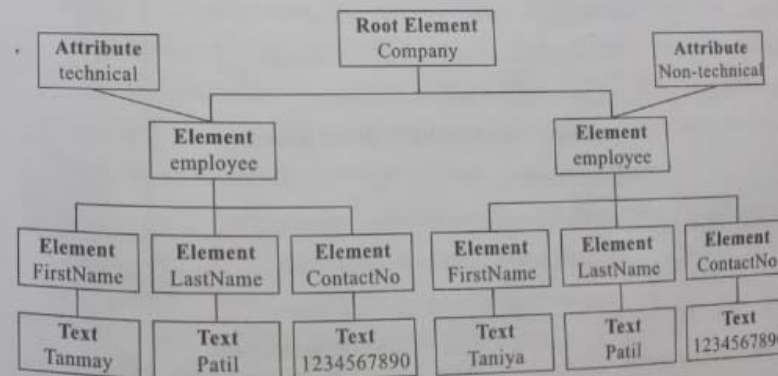 Root Element
Company
Attribute
technical
Attribute
Non-technical
Element
employee
Element
employee
Element
FirstName
Element
LastName
Element
ContactNo
Element
FirstName
Element
LastName
Element
ContactNo
Text
Tanmay
Text
Patil
Text
1234567890
Text
Taniya
Text
Patil
Text
1234567890